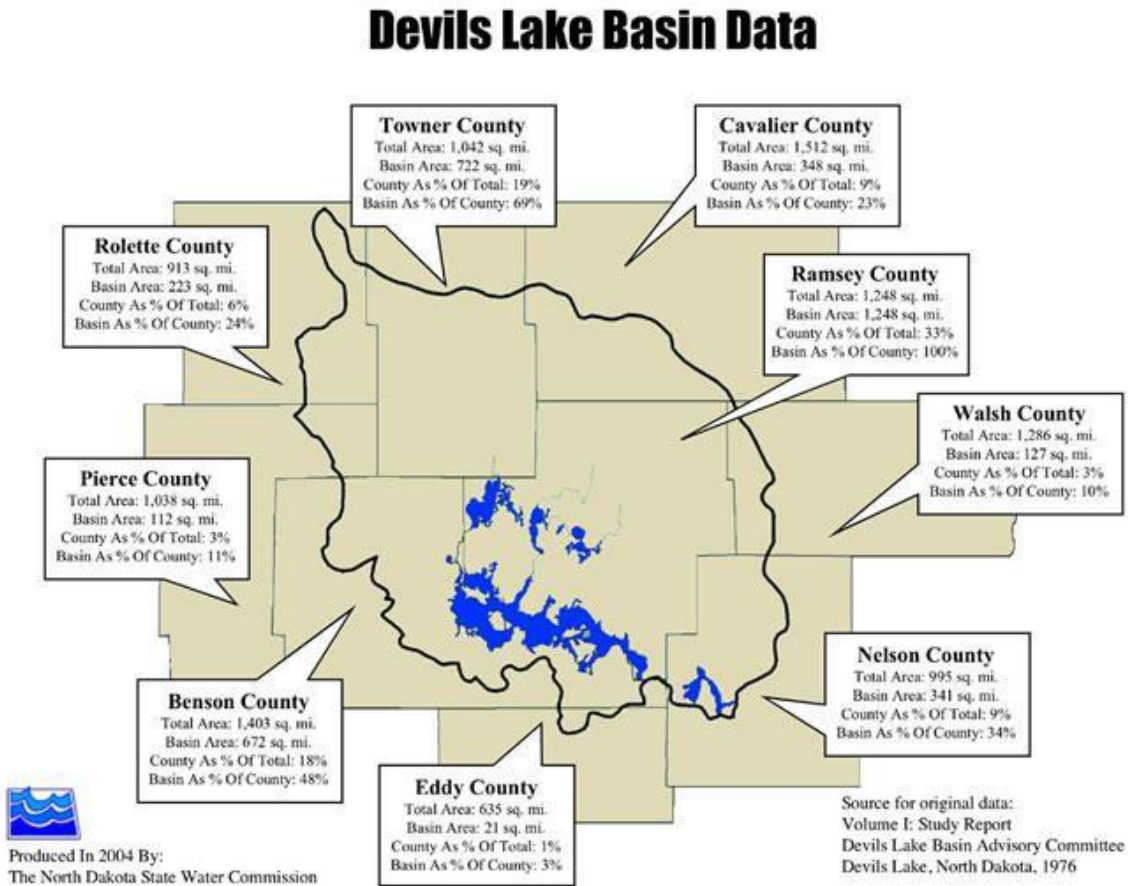 Devils Lake Basin Data
Towner County
Total Area: 1,042 sq. mi.
Basin Area: 722 sq. mi.
County As % Of Total: 19%
Basin As % Of County: 69%
Cavalier County
Total Area: 1,512 sq. mi.
Basin Area: 348 sq. mi.
County As % Of Total: 9%
Basin As % Of County: 23%
Rolette County
Total Area: 913 sq. mi.
Basin Area: 223 sq. mi.
County As % Of Total: 6%
Basin As % Of County: 24%
Ramsey County
Total Area: 1,248 sq. mi.
Basin Area: 1,248 sq. mi.
County As % Of Total: 33%
Basin As % Of County: 100%
Walsh County
Total Area: 1,286 sq. mi.
Basin Area: 127 sq. mi.
County As % Of Total: 3%
Basin As % Of County: 10%
Pierce County
Total Area: 1,038 sq. mi.
Basin Area: 112 sq. mi.
County As % Of Total: 3%
Basin As % Of County: 11%
Nelson County
Total Area: 995 sq. mi.
Basin Area: 341 sq. mi.
County As % Of Total: 9%
Basin As % Of County: 34%
Benson County
Total Area: 1,403 sq. mi.
Basin Area: 672 sq. mi.
County As % Of Total: 18%
Basin As % Of County: 48%
Eddy County
Total Area: 635 sq. mi.
Basin Area: 21 sq. mi.
County As % Of Total: 1%
Basin As % Of County: 3%
Produced In 2004 By:
The North Dakota State Water Commission
Source for original data:
Volume I: Study Report
Devils Lake Basin Advisory Committee
Devils Lake, North Dakota, 1976